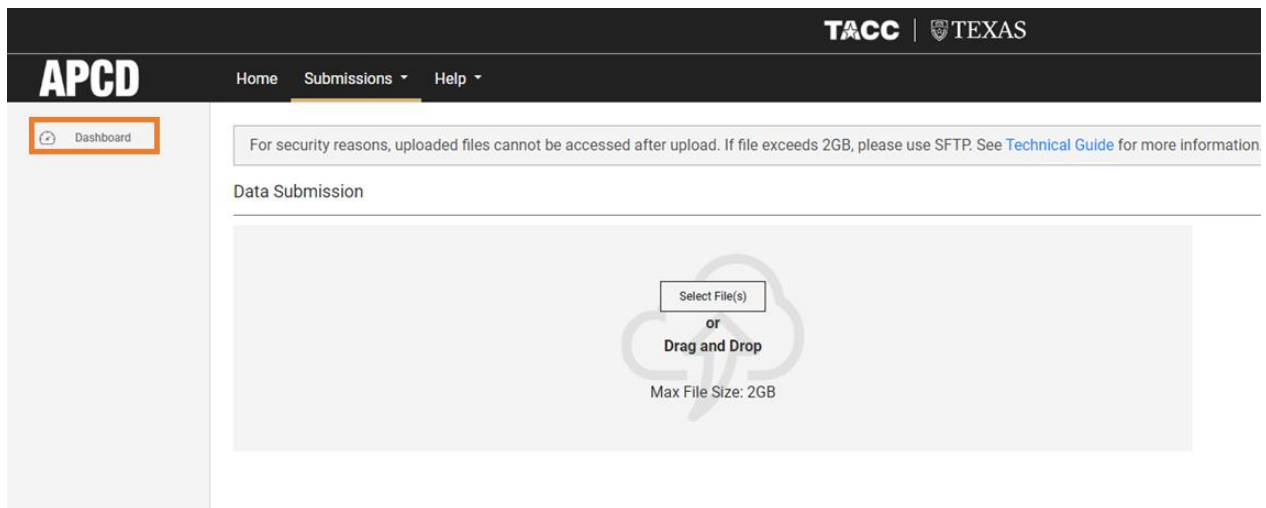 TACC | TEXAS
APCD Home Submissions Help
Dashboard
For security reasons, uploaded files cannot be accessed after upload. If file exceeds 2GB, please use SFTP. See Technical Guide for more information.
Data Submission
Select File(s)
or
Drag and Drop
Max File Size: 2GB